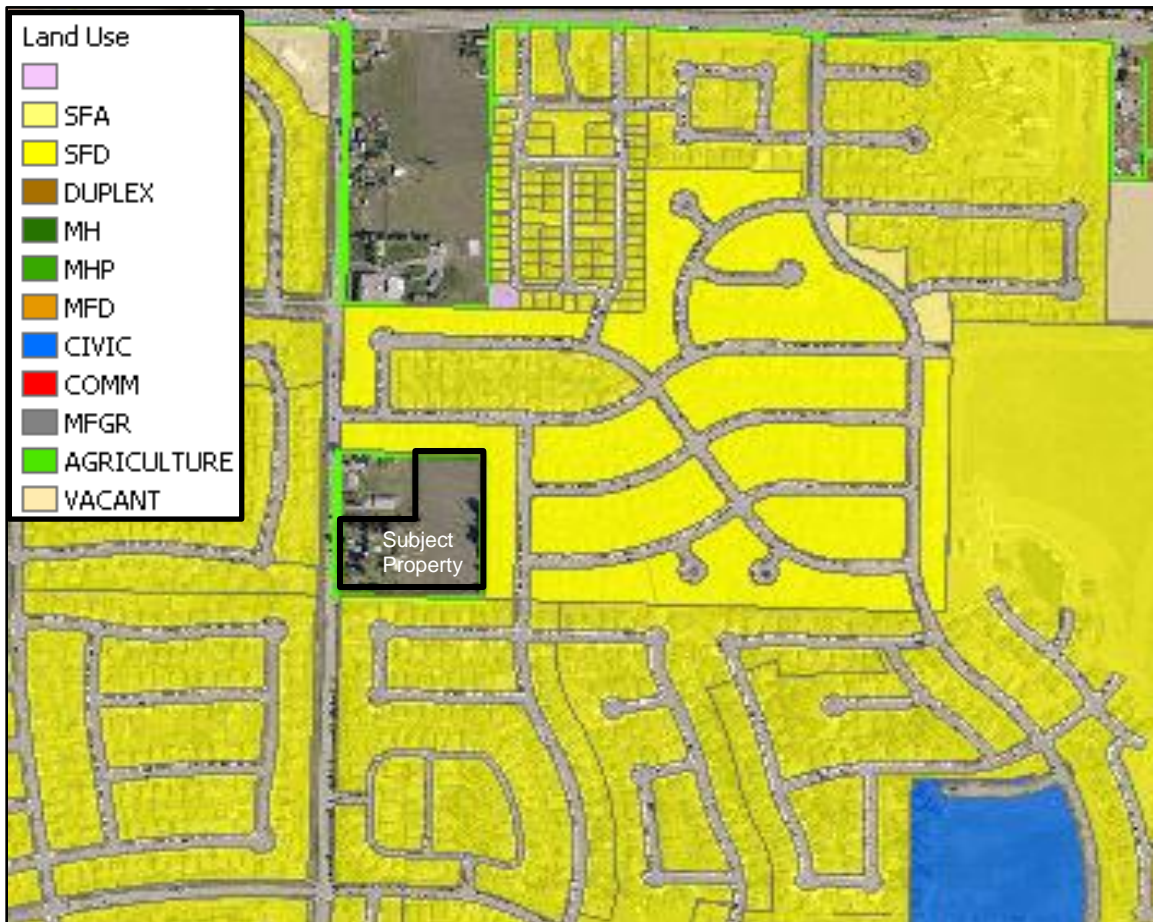 Land Use
SFA
SFD
DUPLEX
MH
MHP
MFD
CIVIC
COMM
MFGR
AGRICULTURE
VACANT
Subject
Property